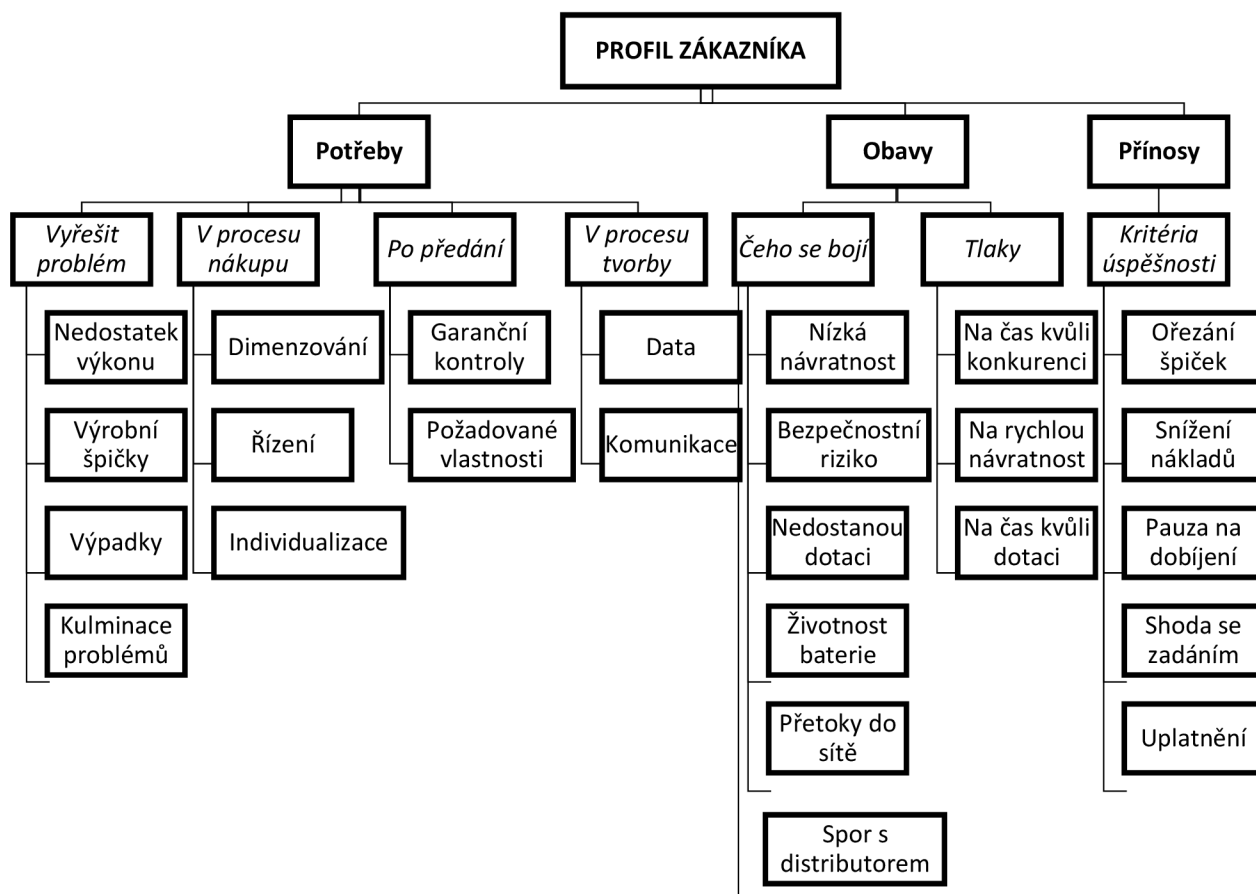 PROFIL ZÁKAZNÍKA
Potřeby
Obavy
Přínosy
Vyřešit
problém
V procesu
nákupu
Po předání
V procesu
tvorby
Čeho se bojí
Tlaky
Kritéria
úspěšnosti
Nedostatek
výkonu
Dimenzování
Garanční
kontroly
Data
Nízká
návratnost
Na čas kvůli
konkurenci
Ořezání
špiček
Výrobní
špičky
Řízení
Požadované
vlastnosti
Komunikace
Bezpečnostní
riziko
Na rychlou
návratnost
Snížení
nákladů
Výpadky
Individualizace
Nedostanou
dotaci
Na čas kvůli
dotaci
Pauza na
dobíjení
Kulminace
problémů
Životnost
baterie
Shoda se
zadáním
Přetoky do
sítě
Uplatnění
Spor s
distributorem